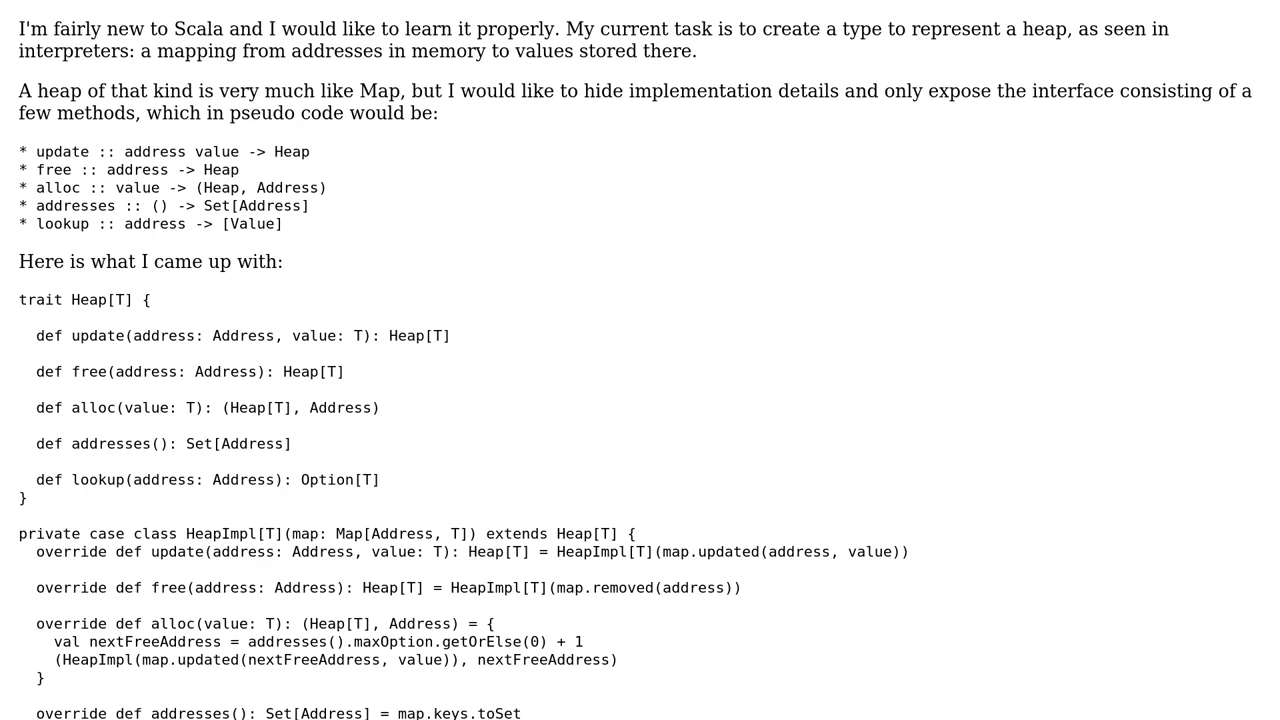 I'm fairly new to Scala and I would like to learn it properly. My current task is to create a type to represent a heap, as seen in
interpreters: a mapping from addresses in memory to values stored there.
A heap of that kind is very much like Map, but I would like to hide implementation details and only expose the interface consisting of a
few methods, which in pseudo code would be:
* update :: address value -> Heap
* free :: address -> Heap
* alloc :: value -> (Heap, Address)
* addresses :: () -> Set[Address]
* lookup :: address -> [Value]
Here is what I came up with:
trait Heap[T] {
  def update(address: Address, value: T): Heap[T]
  def free(address: Address): Heap[T]
  def alloc(value: T): (Heap[T], Address)
  def addresses(): Set[Address]
  def lookup(address: Address): Option[T]
}
private case class HeapImpl[T](map: Map[Address, T]) extends Heap[T] {
  override def update(address: Address, value: T): Heap[T] = HeapImpl[T](map.updated(address, value))
  override def free(address: Address): Heap[T] = HeapImpl[T](map.removed(address))
  override def alloc(value: T): (Heap[T], Address) = {
    val nextFreeAddress = addresses().maxOption.getOrElse(0) + 1
    (HeapImpl(map.updated(nextFreeAddress, value)), nextFreeAddress)
  }
  override def addresses(): Set[Address] = map.keys.toSet